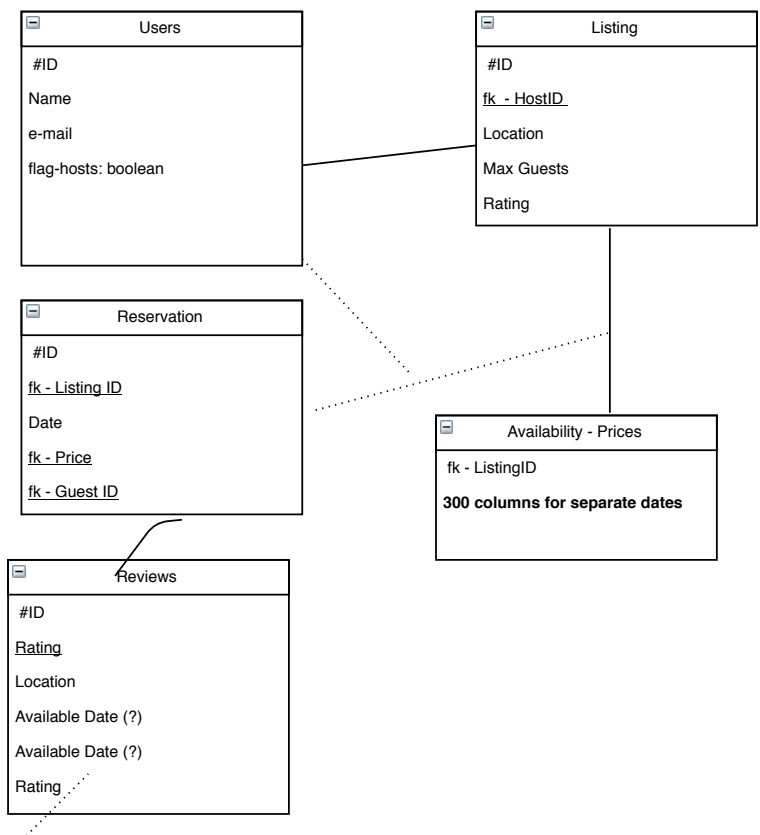 Users
#ID
Name
e-mail
flag-hosts: boolean
Listing
#ID
fk - HostID
Location
Max Guests
Rating
Reservation
#ID
fk - Listing ID
Date
fk - Price
fk - Guest ID
Availability - Prices
fk - ListingID
300 columns for separate dates
Reviews
#ID
Rating
Location
Available Date (?)
Available Date (?)
Rating